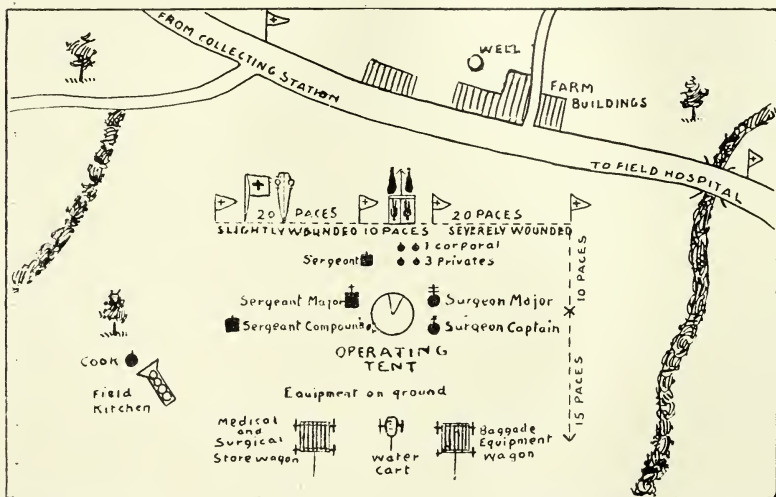 FROM COLLECTING STATION
WELL
FARM
BUILDINGS
TO FIELD HOSPITAL
20 PACES
20 PACES
SLIGHTLY WOUNDED 10 PACES SEVERELY WOUNDED
1 corporal
Sergeant
3 privates
10 PACES
Sergeant Major
Surgeon Major
Sergeant Compound
Surgeon Captain
OPERATING
TENT
15 PACES
Cook
Field
Kitchen
Equipment on ground
Medical
and
Surgical
Store wagon
Water
Cart
Baggade
Equipment
Wagon